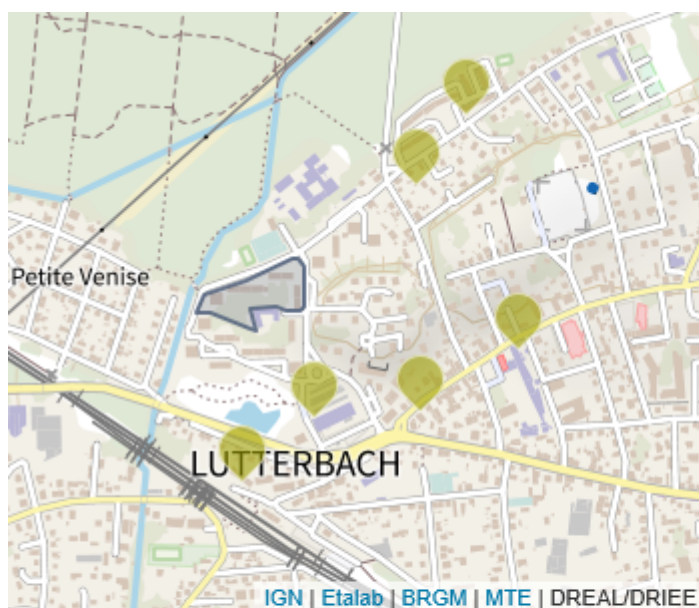 Petite Venise
LUTTERBACH
IGN | Etalab | BRGM | MTE | DREAL/DRIEE